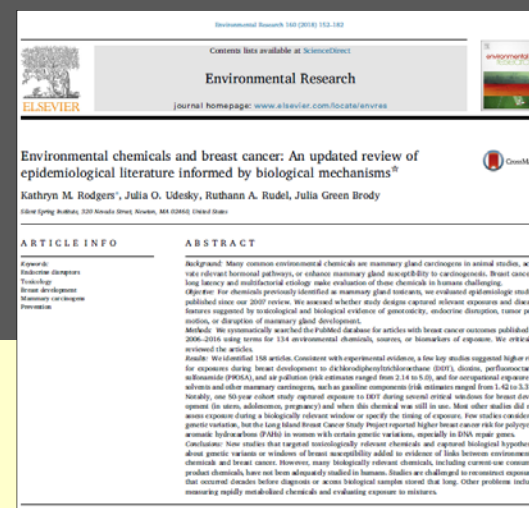 Environmental Research 160 (2018) 152–182
Contents lists available at ScienceDirect
environmental
Environmental Research
ELSEVIER
journal homepage: www.elsevier.com/locate/envres
Environmental chemicals and breast cancer: An updated review of
epidemiological literature informed by biological mechanisms☆
CrossMa
Kathryn M. Rodgers*, Julia O. Udesky, Ruthann A. Rudel, Julia Green Brody
Silent Spring Institute, 320 Nevada Street, Newton, MA 02460, United States
ARTICLE INFO
ABSTRACT
Keywords:
Endocrine disruptors
Toxicology
Breast development
Mammary carcinogens
Prevention
Background: Many common environmental chemicals are mammary gland carcinogens in animal studies, ac
vate relevant hormonal pathways, or enhance mammary gland susceptibility to carcinogenesis. Breast cance
long latency and multifactorial etiology make evaluation of these chemicals in humans challenging.
Objective: For chemicals previously identified as mammary gland toxicants, we evaluated epidemiologic stud
published since our 2007 review. We assessed whether study designs captured relevant exposures and disea
features suggested by toxicological and biological evidence of genotoxicity, endocrine disruption, tumor p
motion, or disruption of mammary gland development.
Methods: We systematically searched the PubMed database for articles with breast cancer outcomes published
2006–2016 using terms for 134 environmental chemicals, sources, or biomarkers of exposure. We critica
reviewed the articles.
Results: We identified 158 articles. Consistent with experimental evidence, a few key studies suggested higher ri
for exposures during breast development to dichlorodiphenyltrichloroethane (DDT), dioxins, perfluorooctan
sulfonamide (PFOSA), and air pollution (risk estimates ranged from 2.14 to 5.0), and for occupational exposure
solvents and other mammary carcinogens, such as gasoline components (risk estimates ranged from 1.42 to 3.3
Notably, one 50-year cohort study captured exposure to DDT during several critical windows for breast dev
opment (in utero, adolescence, pregnancy) and when this chemical was still in use. Most other studies did n
assess exposure during a biologically relevant window or specify the timing of exposure. Few studies consider
genetic variation, but the Long Island Breast Cancer Study Project reported higher breast cancer risk for polycyc
aromatic hydrocarbons (PAHs) in women with certain genetic variations, especially in DNA repair genes.
Conclusions: New studies that targeted toxicologically relevant chemicals and captured biological hypothe
about genetic variants or windows of breast susceptibility added to evidence of links between environmen
chemicals and breast cancer. However, many biologically relevant chemicals, including current-use consum
product chemicals, have not been adequately studied in humans. Studies are challenged to reconstruct exposu
that occurred decades before diagnosis or access biological samples stored that long. Other problems inclu
measuring rapidly metabolized chemicals and evaluating exposure to mixtures.